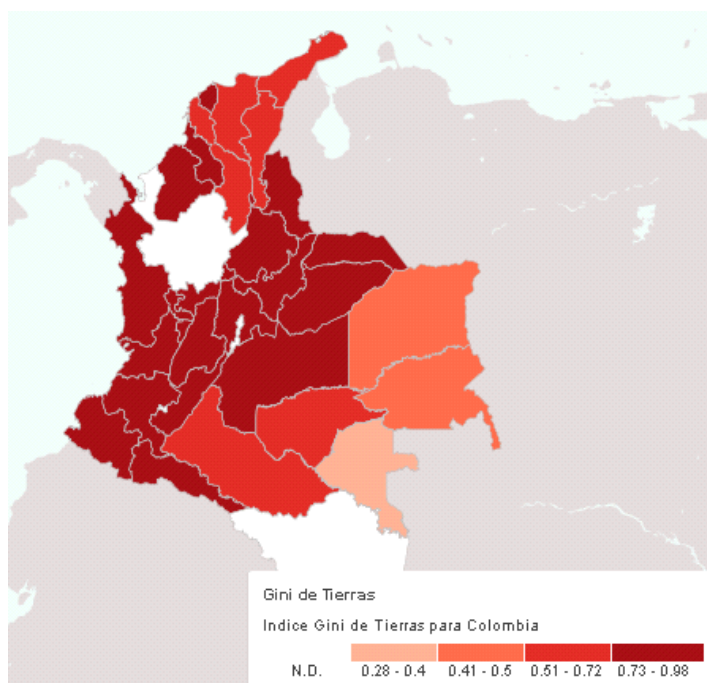 Gini de Tierras
Indice Gini de Tierras para Colombia
N.D. 0.28 - 0.4 0.41 - 0.5 0.51 - 0.72 0.73 - 0.98